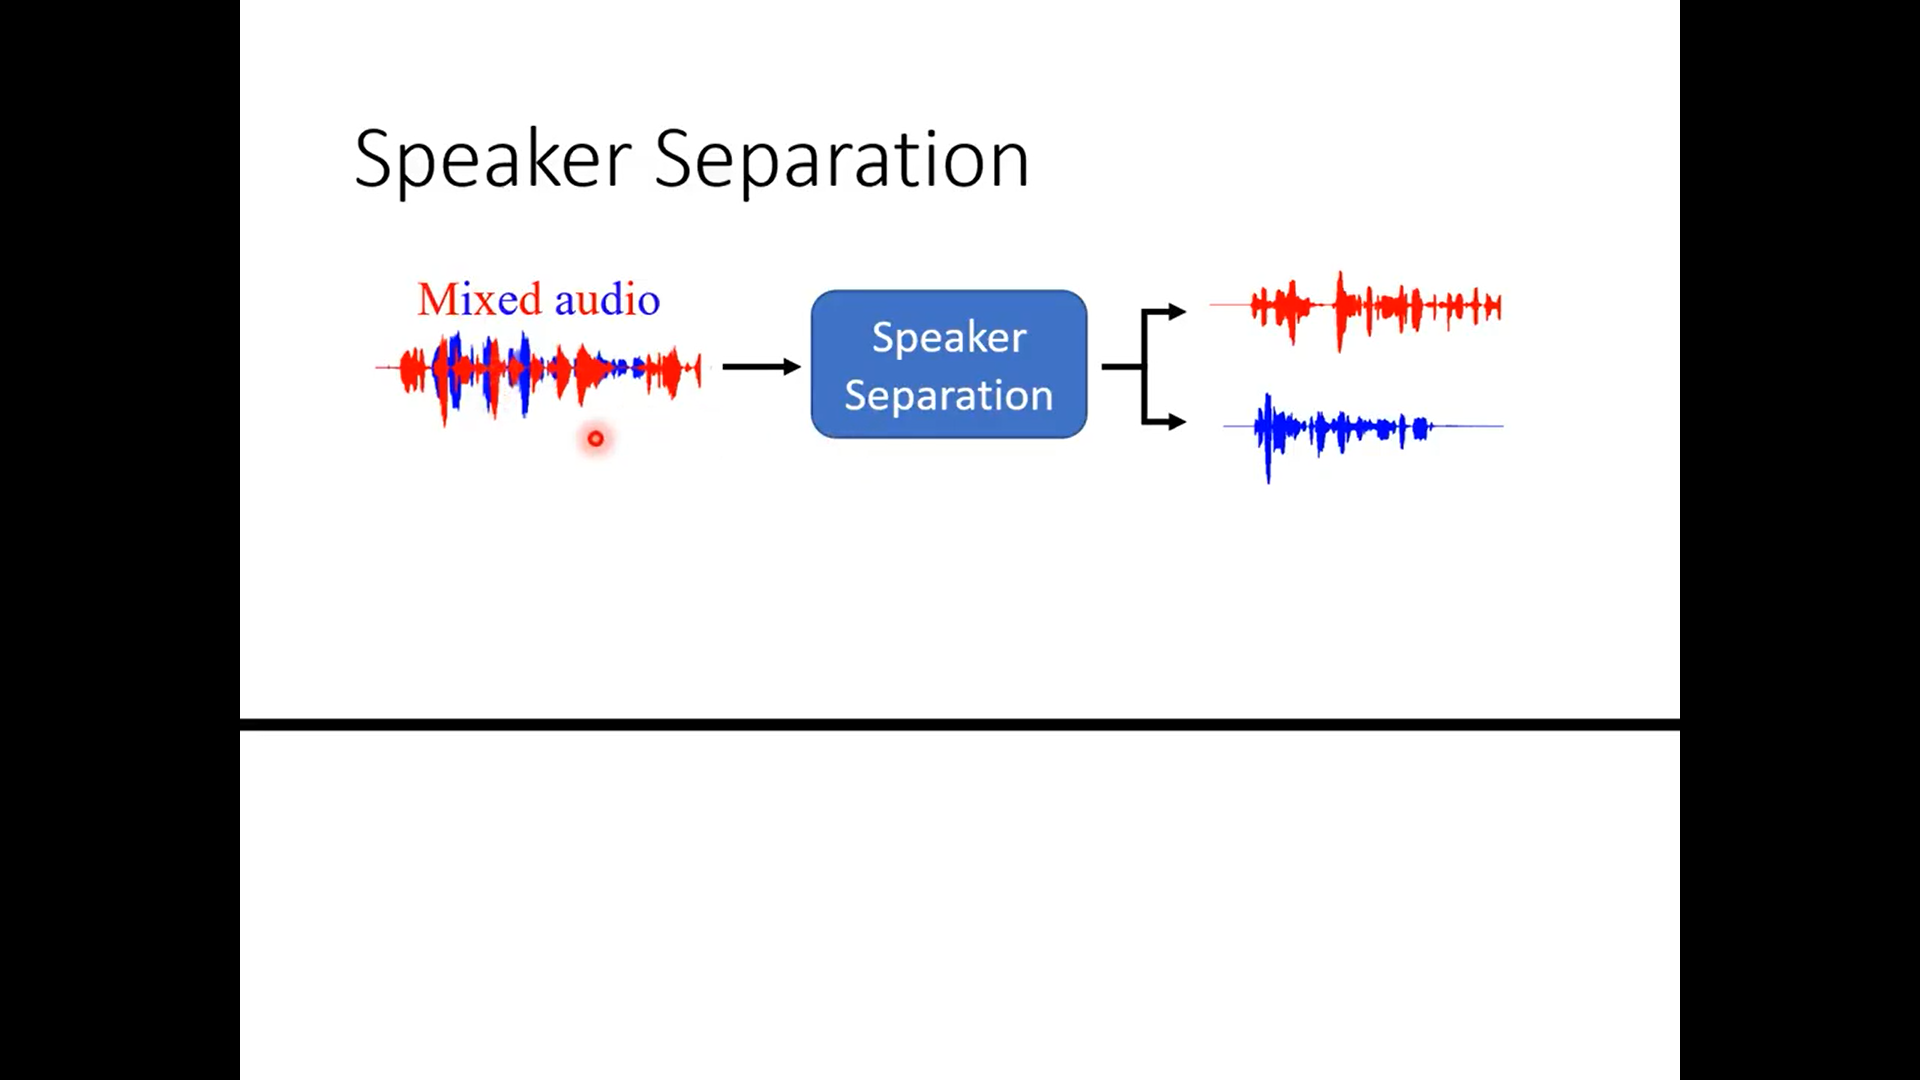 Speaker Separation
Mixed audio
Speaker
Separation